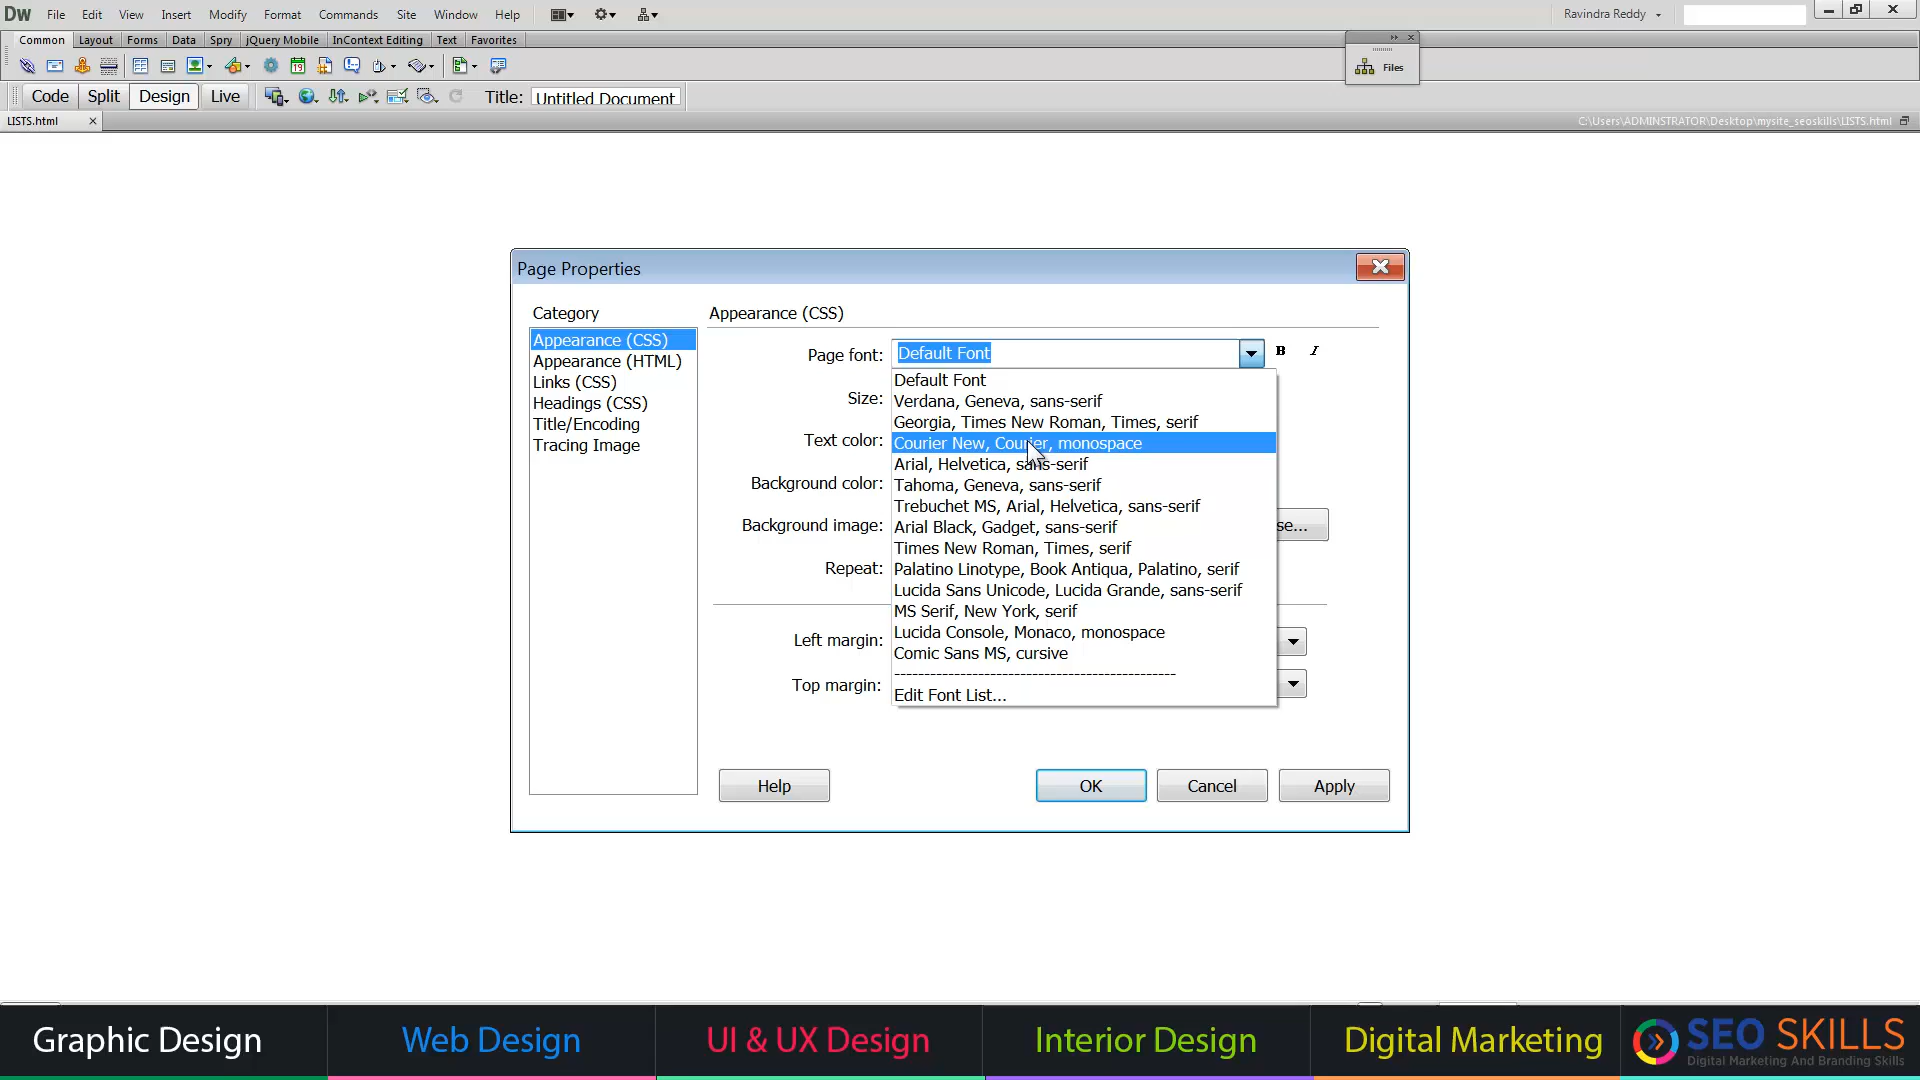 Dw File Edit View Insert Modify Format Commands Site Window Help Ravindra Reddy
Common Layout Forms Data Spry jQuery Mobile InContext Editing Text Favorites
19
Files
Code Split Design Live Title: Untitled Document
LISTS.html C:\Users\ADMINSTRATOR\Desktop\mysite_seoskills\LISTS.html
Page Properties
Category
Appearance (CSS)
Appearance (HTML)
Links (CSS)
Headings (CSS)
Title/Encoding
Tracing Image
Appearance (CSS)
Page font: Default Font B I
Size:
Text color:
Background color:
Background image: se...
Repeat:
Left margin:
Top margin:
Default Font
Verdana, Geneva, sans-serif
Georgia, Times New Roman, Times, serif
Courier New, Courier, monospace
Arial, Helvetica, sans-serif
Tahoma, Geneva, sans-serif
Trebuchet MS, Arial, Helvetica, sans-serif
Arial Black, Gadget, sans-serif
Times New Roman, Times, serif
Palatino Linotype, Book Antiqua, Palatino, serif
Lucida Sans Unicode, Lucida Grande, sans-serif
MS Serif, New York, serif
Lucida Console, Monaco, monospace
Comic Sans MS, cursive
-----------------------------------------------
Edit Font List...
Help OK Cancel Apply
Graphic Design Web Design UI & UX Design Interior Design Digital Marketing SEO SKILLS
Digital Marketing And Branding Skills